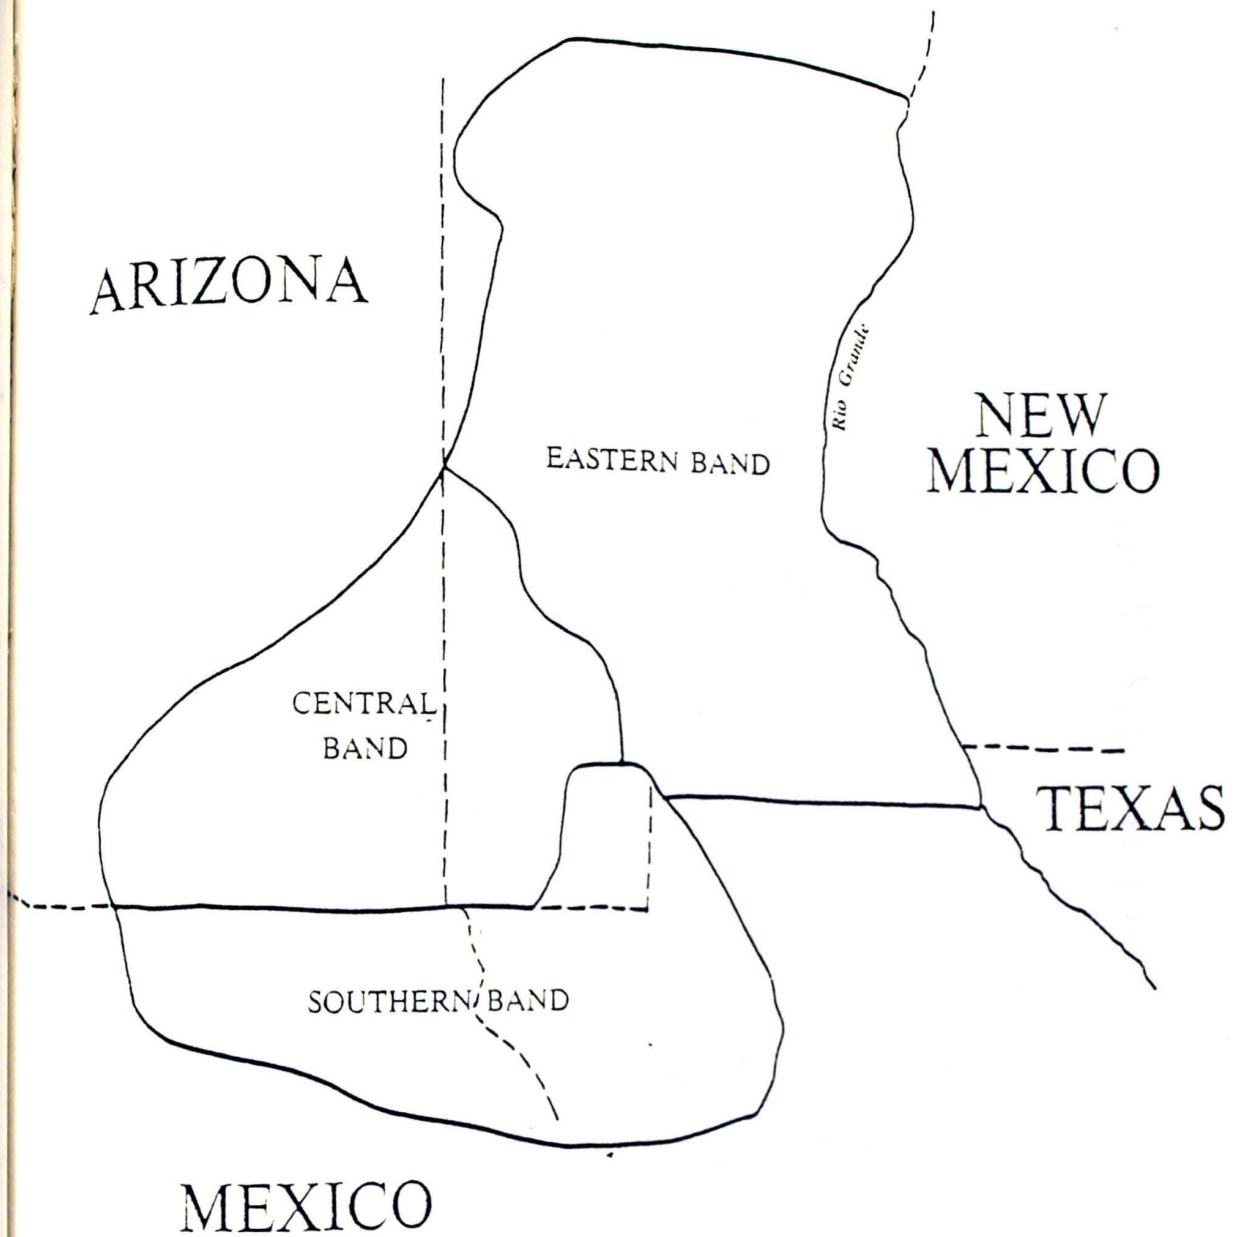 ARIZONA
Rio Grande
NEW
MEXICO
EASTERN BAND
CENTRAL
BAND
TEXAS
SOUTHERN BAND
MEXICO